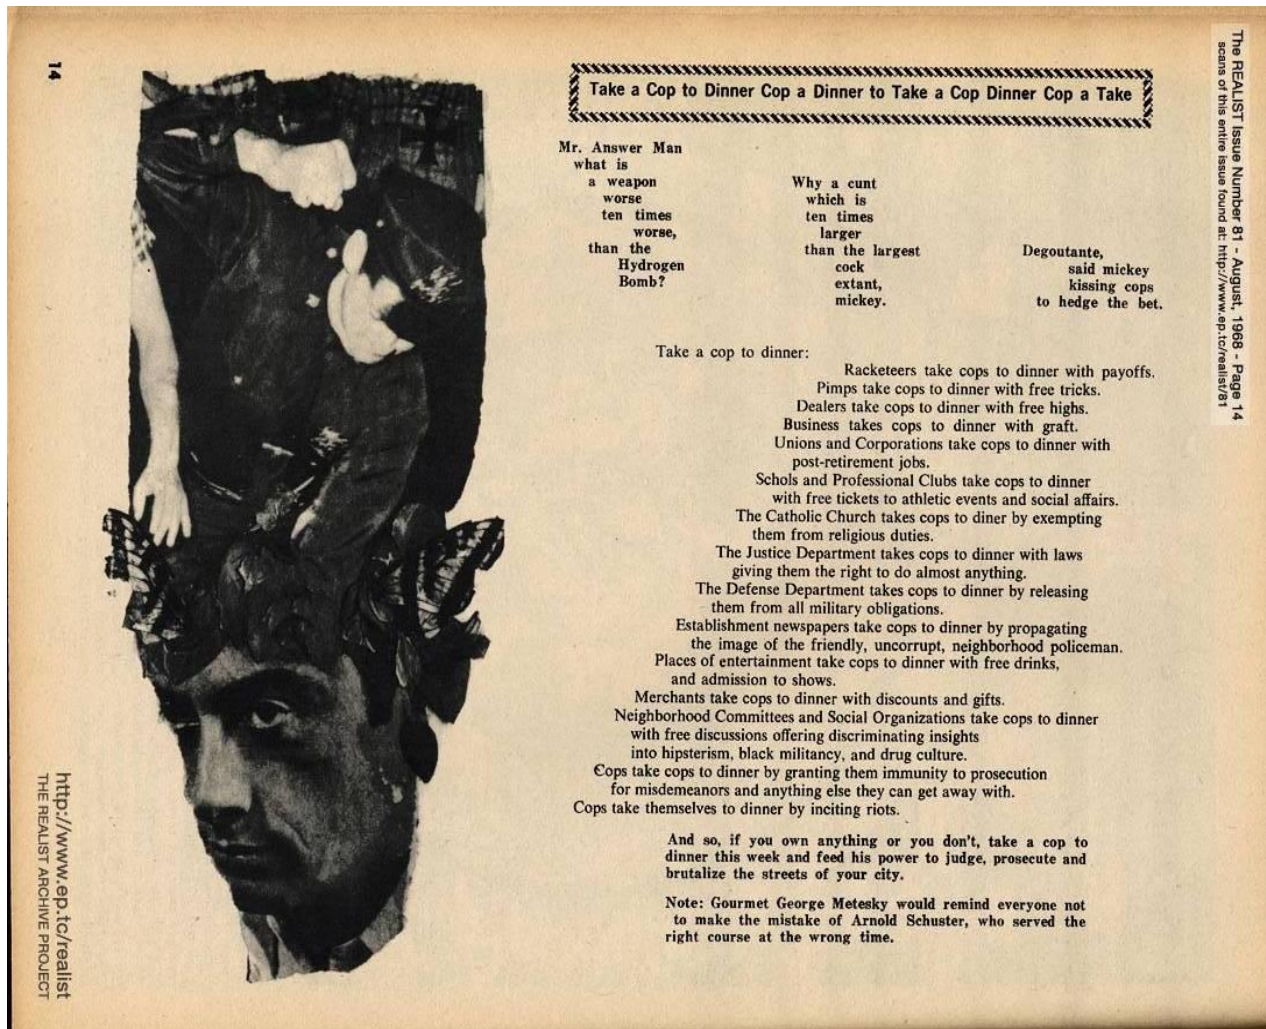 14
Take a Cop to Dinner Cop a Dinner to Take a Cop Dinner Cop a Take
Mr. Answer Man
what is
a weapon
worse
ten times
worse,
than the
Hydrogen
Bomb?
Why a cunt
which is
ten times
larger
than the largest
cock
extant,
mickey.
Degoutante,
said mickey
kissing cops
to hedge the bet.
Take a cop to dinner:
Racketeers take cops to dinner with payoffs.
Pimps take cops to dinner with free tricks.
Dealers take cops to dinner with free highs.
Business takes cops to dinner with graft.
Unions and Corporations take cops to dinner with
post-retirement jobs.
Schols and Professional Clubs take cops to dinner
with free tickets to athletic events and social affairs.
The Catholic Church takes cops to diner by exempting
them from religious duties.
The Justice Department takes cops to dinner with laws
giving them the right to do almost anything.
The Defense Department takes cops to dinner by releasing
them from all military obligations.
Establishment newspapers take cops to dinner by propagating
the image of the friendly, uncorrupt, neighborhood policeman.
Places of entertainment take cops to dinner with free drinks,
and admission to shows.
Merchants take cops to dinner with discounts and gifts.
Neighborhood Committees and Social Organizations take cops to dinner
with free discussions offering discriminating insights
into hipsterism, black militancy, and drug culture.
Cops take cops to dinner by granting them immunity to prosecution
for misdemeanors and anything else they can get away with.
Cops take themselves to dinner by inciting riots.
And so, if you own anything or you don't, take a cop to
dinner this week and feed his power to judge, prosecute and
brutalize the streets of your city.
Note: Gourmet George Metesky would remind everyone not
to make the mistake of Arnold Schuster, who served the
right course at the wrong time.
The REALIST Issue Number 81 - August, 1968 - Page 14
scans of this entire issue found at: http://www.ep.tc/realist/81
http://www.ep.tc/realist
THE REALIST ARCHIVE PROJECT